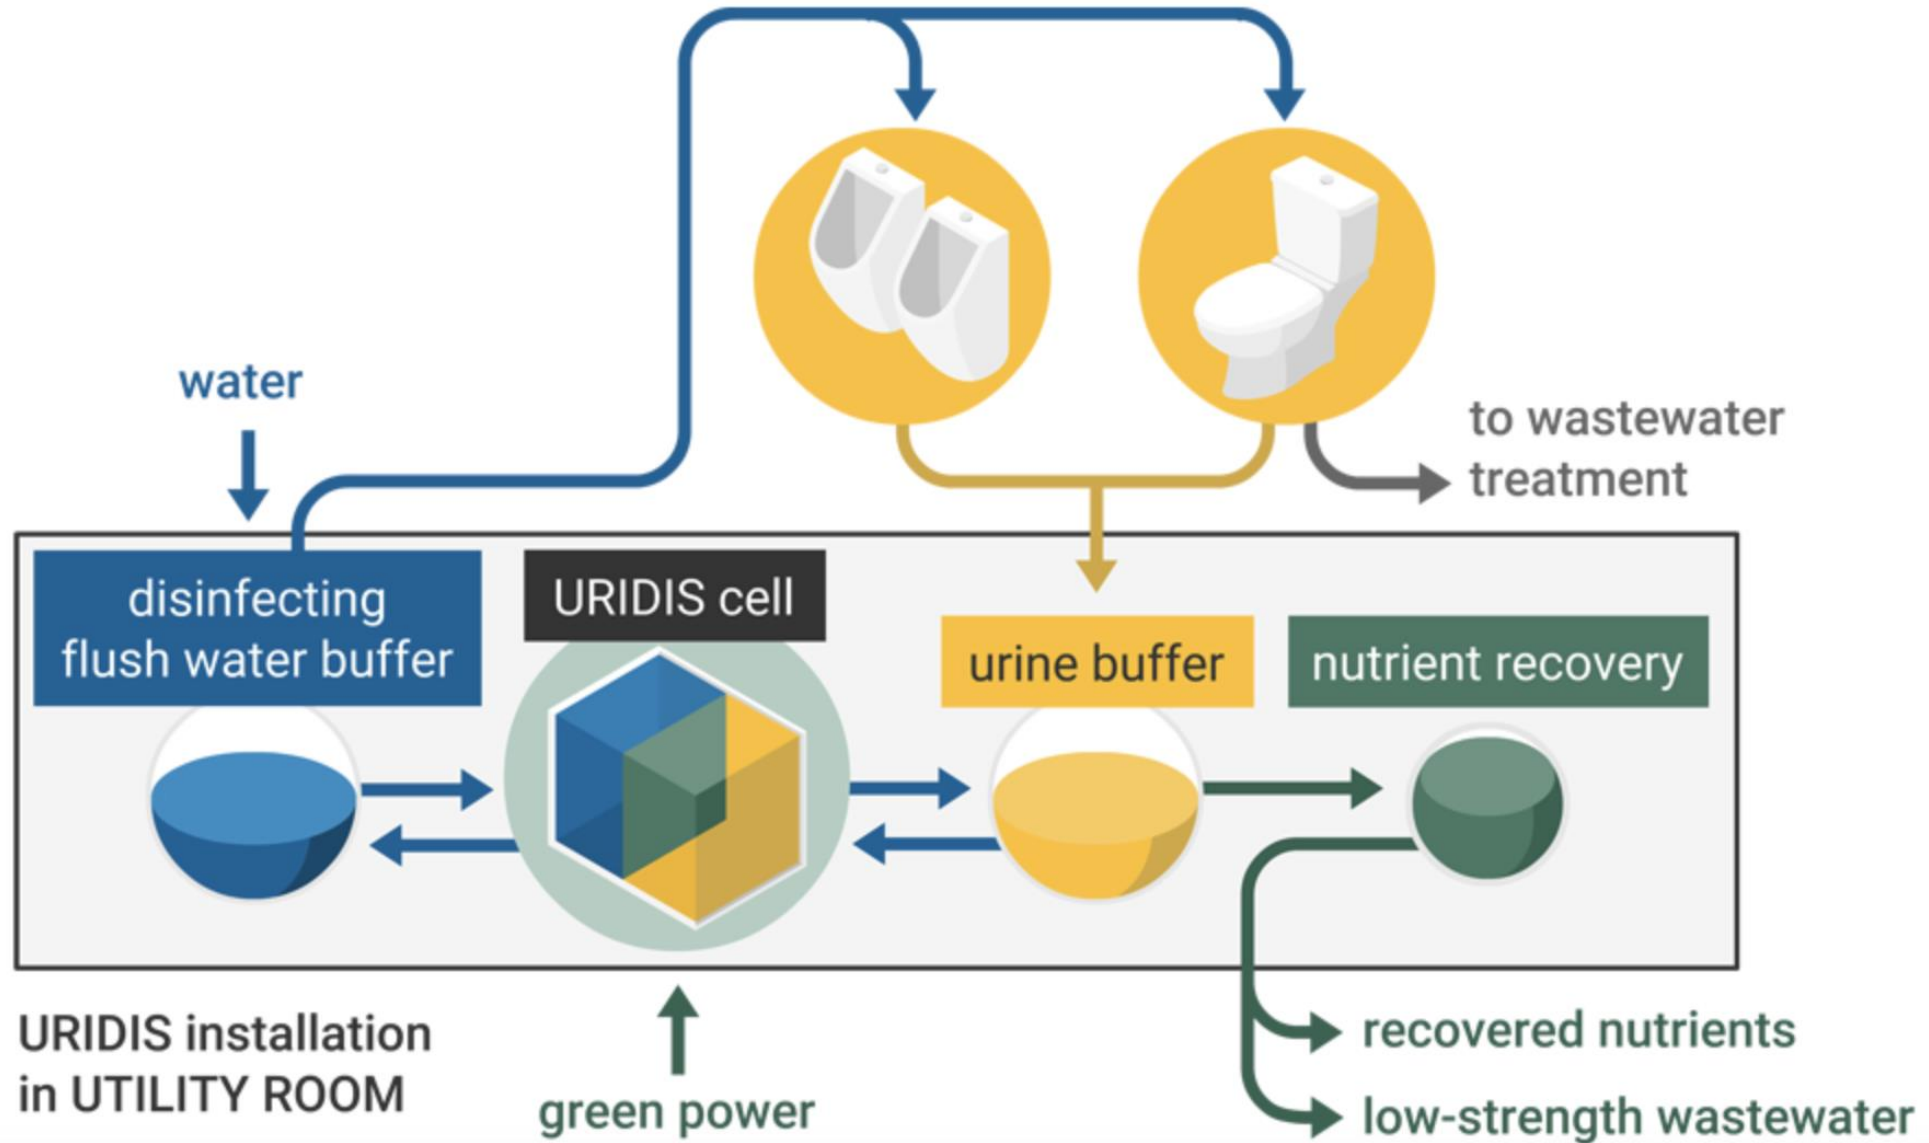 water
to wastewater
treatment
disinfecting
flush water buffer
URIDIS cell
urine buffer
nutrient recovery
URIDIS installation
in UTILITY ROOM
green power
recovered nutrients
low-strength wastewater